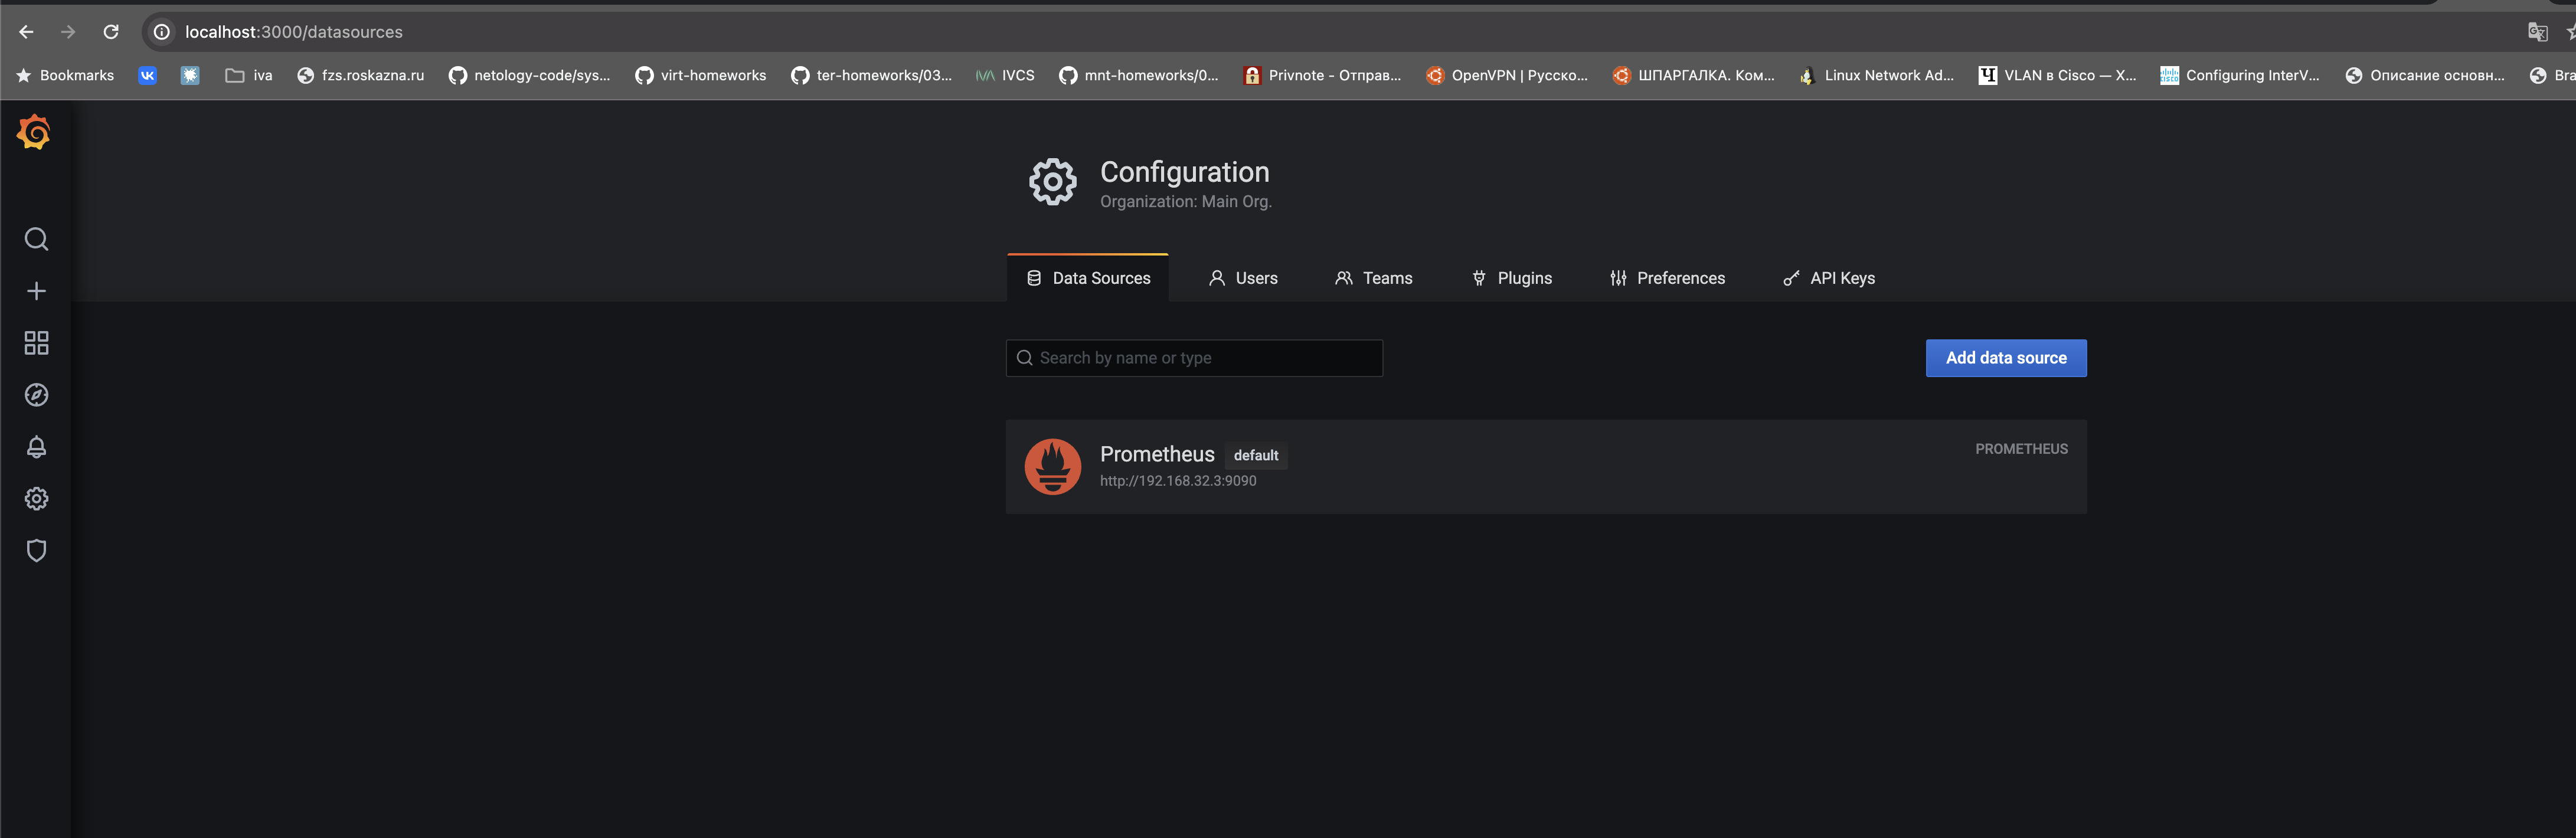 localhost:3000/datasources
Bookmarks iva fzs.roskazna.ru netology-code/sys... virt-homeworks ter-homeworks/03... IVA IVCS mnt-homeworks/0... Privnote - Отправ... OpenVPN | Русско... ШПАРГАЛКА. Ком... Linux Network Ad... Ч VLAN в Cisco — X... CISCO Configuring InterV... Описание основн... Bra
Configuration
Organization: Main Org.
Data Sources Users Teams Plugins Preferences API Keys
Search by name or type Add data source
Prometheus default PROMETHEUS
http://192.168.32.3:9090